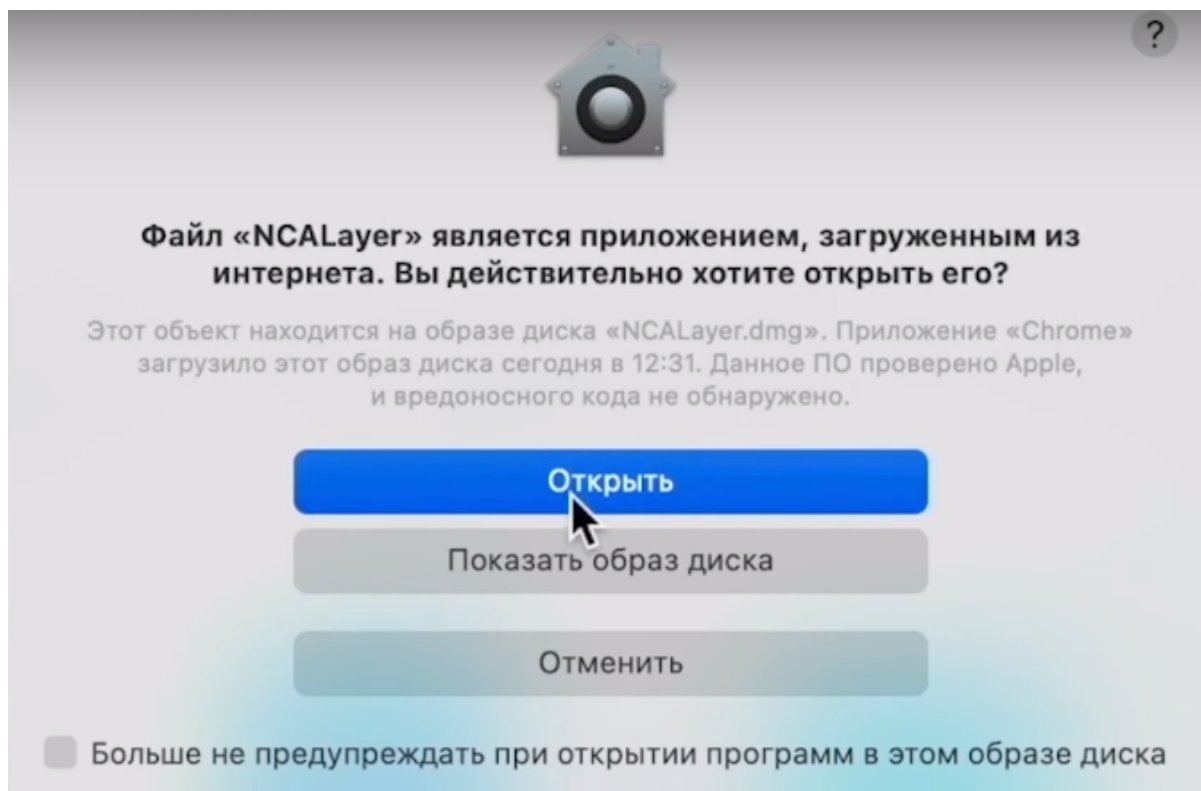 ?
Файл «NCALayer» является приложением, загруженным из
интернета. Вы действительно хотите открыть его?
Этот объект находится на образе диска «NCALayer.dmg». Приложение «Chrome»
загрузило этот образ диска сегодня в 12:31. Данное ПО проверено Apple,
и вредоносного кода не обнаружено.
Открыть
Показать образ диска
Отменить
Больше не предупреждать при открытии программ в этом образе диска